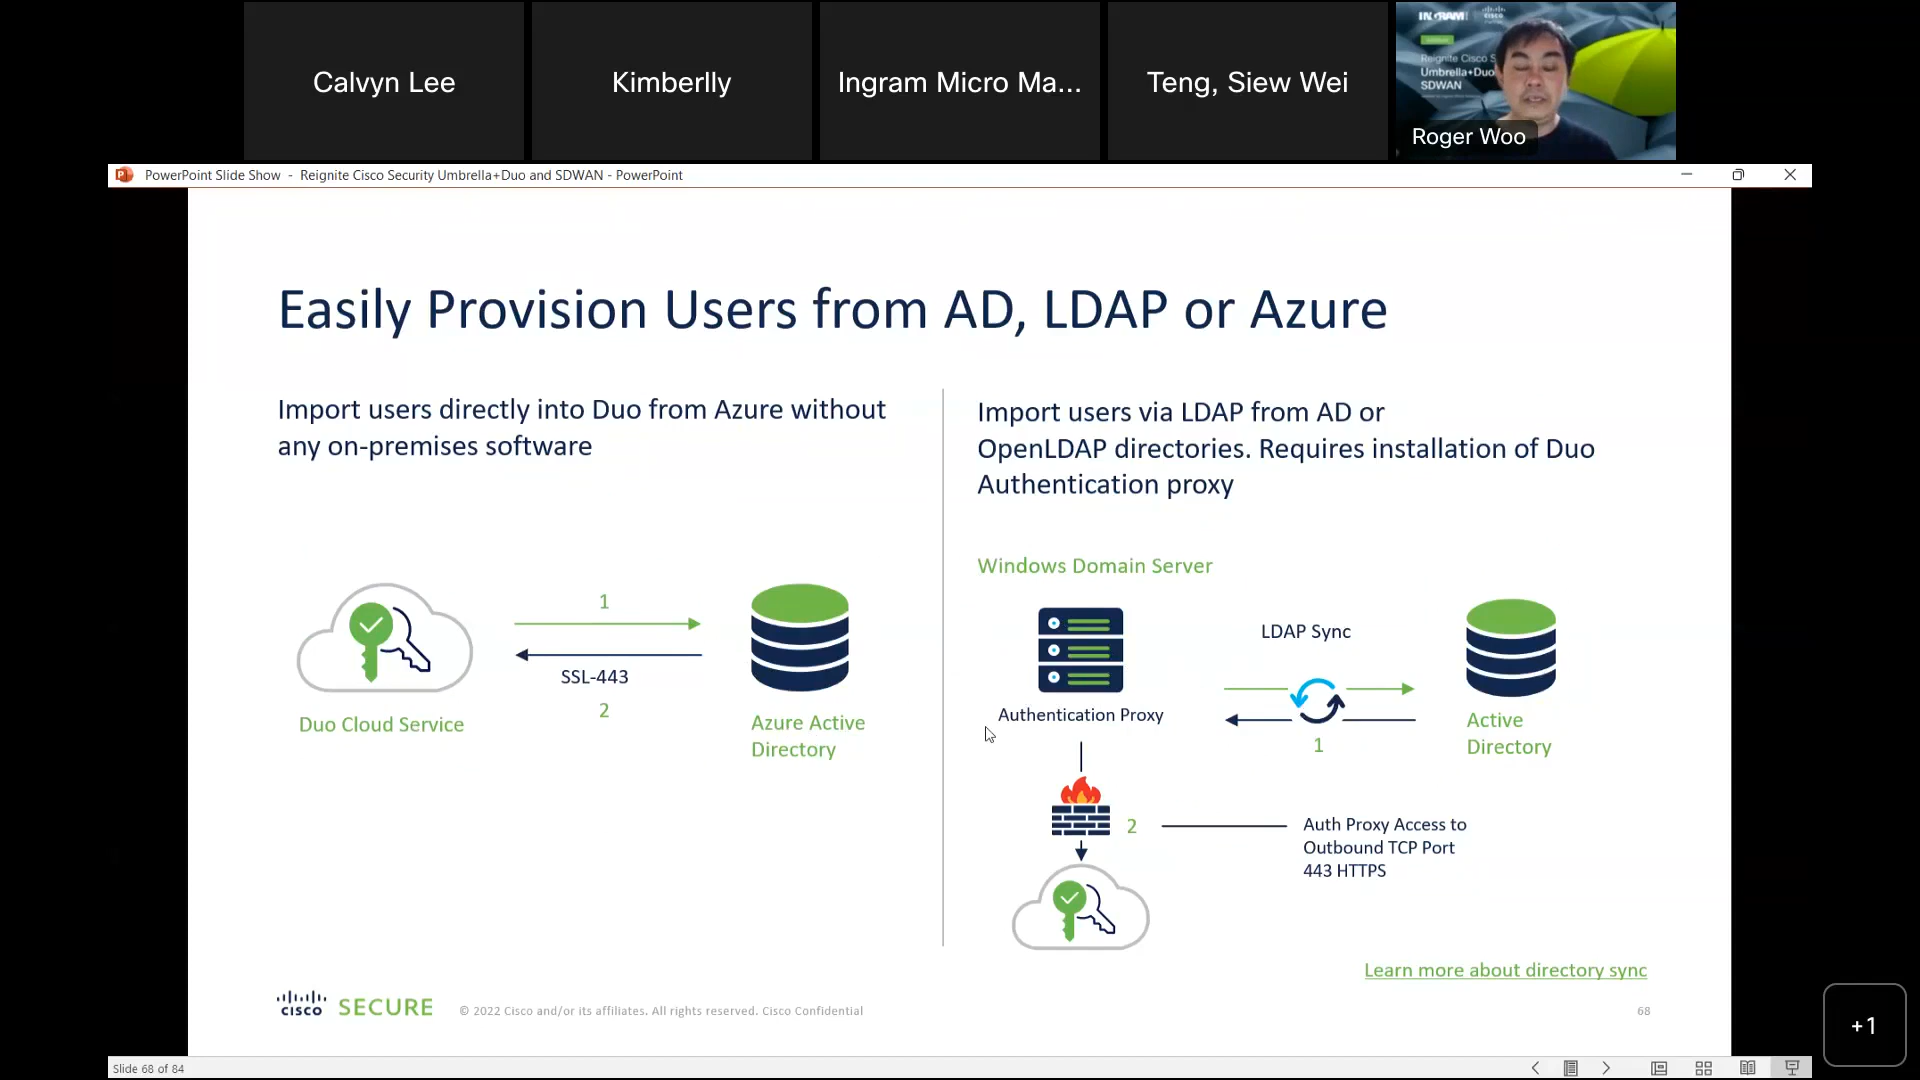 Calvyn Lee
Kimberlly
Ingram Micro Ma...
Teng, Siew Wei
INGRAM
CISCO
Reignite Cisco S
Umbrella+Duo
SDWAN
Roger Woo
PowerPoint Slide Show - Reignite Cisco Security Umbrella+Duo and SDWAN - PowerPoint
Easily Provision Users from AD, LDAP or Azure
Import users directly into Duo from Azure without
any on-premises software
1
SSL-443
2
Duo Cloud Service
Azure Active
Directory
Import users via LDAP from AD or
OpenLDAP directories. Requires installation of Duo
Authentication proxy
Windows Domain Server
LDAP Sync
Authentication Proxy
1
Active
Directory
2
Auth Proxy Access to
Outbound TCP Port
443 HTTPS
Learn more about directory sync
CISCO SECURE
© 2022 Cisco and/or its affiliates. All rights reserved. Cisco Confidential
68
+1
Slide 68 of 84